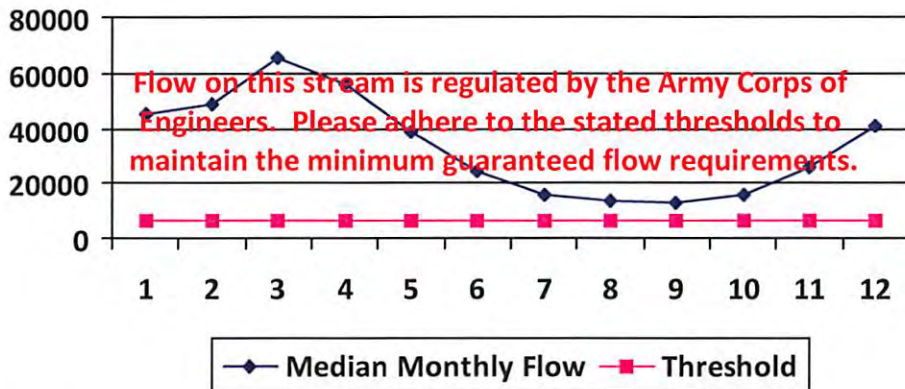 80000
60000
40000
20000
0
Flow on this stream is regulated by the Army Corps of
Engineers. Please adhere to the stated thresholds to
maintain the minimum guaranteed flow requirements.
1 2 3 4 5 6 7 8 9 10 11 12
Median Monthly Flow Threshold